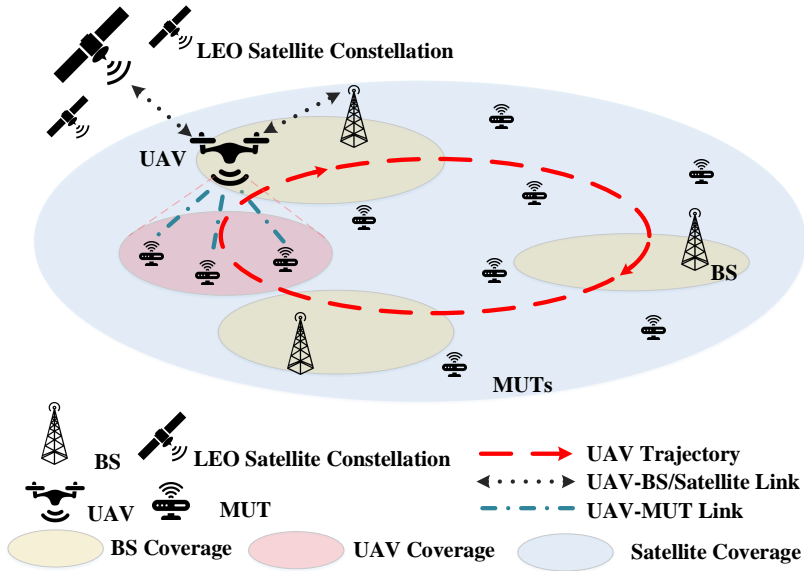 LEO Satellite Constellation
UAV
BS
MUTs
BS
LEO Satellite Constellation
UAV
MUT
UAV Trajectory
UAV-BS/Satellite Link
UAV-MUT Link
BS Coverage
UAV Coverage
Satellite Coverage